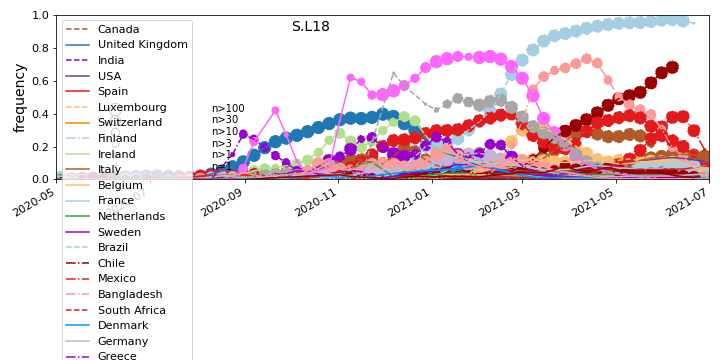 S.L18
frequency
1.0
0.8
0.6
0.4
0.2
0.0
Canada
United Kingdom
India
USA
Spain
Luxembourg
Switzerland
Finland
Ireland
Italy
Belgium
France
Netherlands
Sweden
Brazil
Chile
Mexico
Bangladesh
South Africa
Denmark
Germany
Greece
n>100
n>30
n>10
n>3
n>1
2020-05
2020-09
2020-11
2021-01
2021-03
2021-05
2021-07